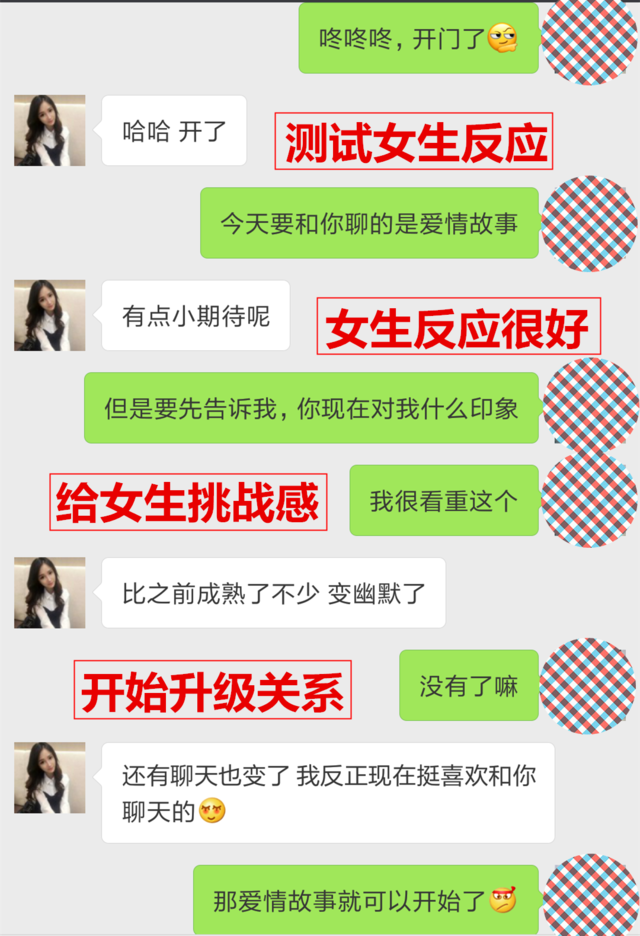 咚咚咚，开门了
哈哈 开了
测试女生反应
今天要和你聊的是爱情故事
有点小期待呢
女生反应很好
但是要先告诉我，你现在对我什么印象
给女生挑战感
我很看重这个
比之前成熟了不少 变幽默了
开始升级关系
没有了嘛
还有聊天也变了 我反正现在挺喜欢和你
聊天的
那爱情故事就可以开始了